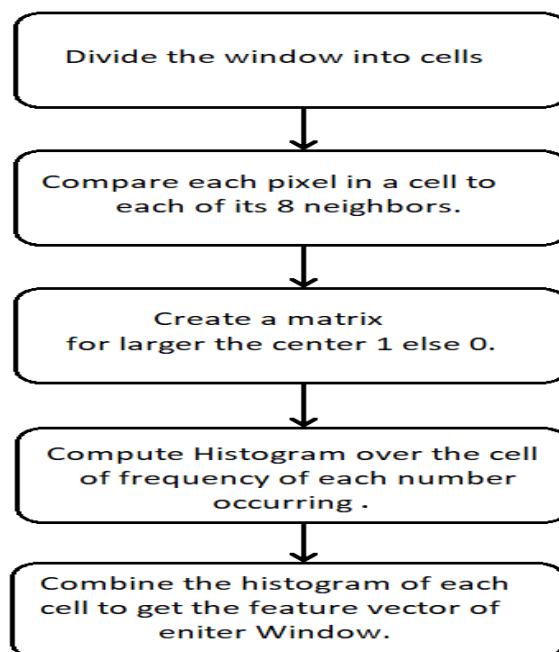 Divide the window into cells
Compare each pixel in a cell to
each of its 8 neighbors.
Create a matrix
for larger the center 1 else 0.
Compute Histogram over the cell
of frequency of each number
occurring .
Combine the histogram of each
cell to get the feature vector of
eniter Window.